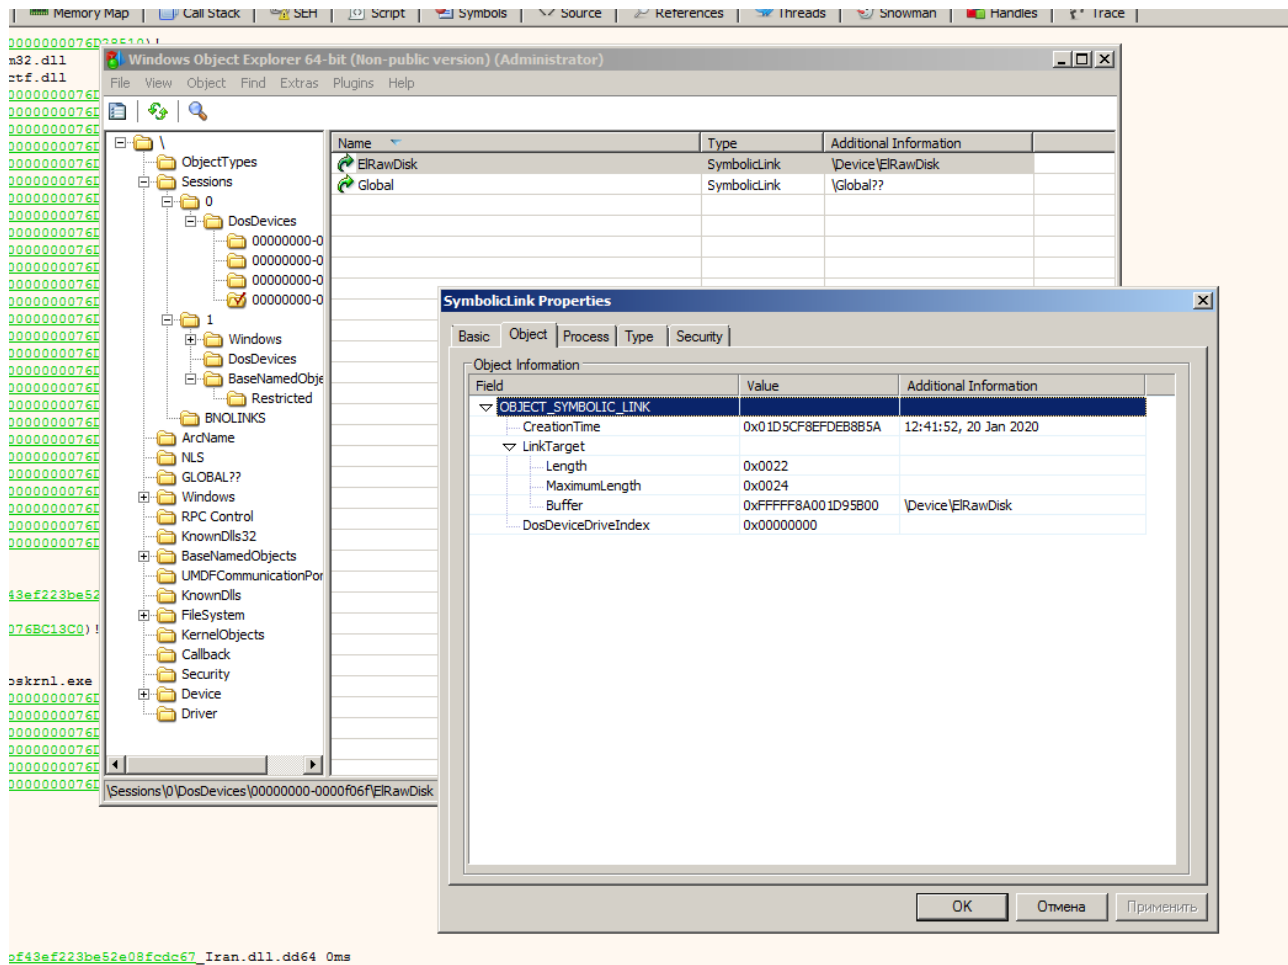 Memory Map Call Stack SEH Script Symbols Source References Threads Snowman Handles Trace
m32.dll
ctf.dll
Windows Object Explorer 64-bit (Non-public version) (Administrator)
File View Object Find Extras Plugins Help
\
ObjectTypes
Sessions
0
DosDevices
00000000-0
00000000-0
00000000-0
00000000-0
1
Windows
DosDevices
BaseNamedObje
Restricted
BNOLINKS
ArcName
NLS
GLOBAL??
Windows
RPC Control
KnownDlls32
BaseNamedObjects
UMDFCommunicationPor
KnownDlls
FileSystem
KernelObjects
Callback
Security
Device
Driver
Name Type Additional Information
ElRawDisk SymbolicLink \Device\ElRawDisk
Global SymbolicLink \Global??
\Sessions\0\DosDevices\00000000-0000f06f\ElRawDisk
SymbolicLink Properties
Basic Object Process Type Security
Object Information
Field Value Additional Information
OBJECT_SYMBOLIC_LINK
CreationTime 0x01D5CF8EFDEB8B5A 12:41:52, 20 Jan 2020
LinkTarget
Length 0x0022
MaximumLength 0x0024
Buffer 0xFFFFF8A001D95B00 \Device\ElRawDisk
DosDeviceDriveIndex 0x00000000
OK Отмена Применить
43ef223be52
076BC13C0)!
oskrnl.exe
of43ef223be52e08fcdc67_Iran.dll.dd64 0ms